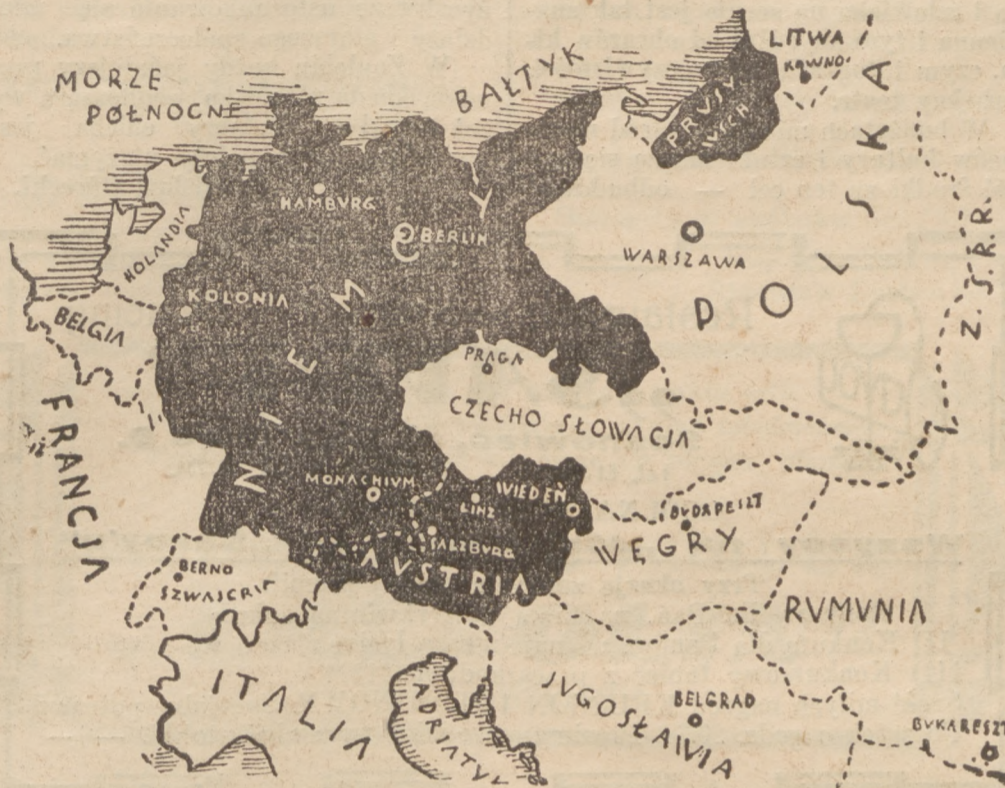 MORZE
PÓŁNOCNE
BAŁTYK
LITWA
KOWNO
PRUSY
WSCH
POLSKA
WARSZAWA
Z.S.R.R.
HOLANDIA
HAMBURG
BERLIN
KOLONIA
BELGIA
NIEMCY
PRAGA
CZECHO SŁOWACJA
FRANCJA
MONACHIUM
LINZ
WIEDEŃ
SALZBURG
AUSTRIA
BUDAPESZT
WĘGRY
BERNO
SZWAJCRIA
RUMUNIA
ITALIA
ADRIATYK
JUGOSŁAWIA
BELGRAD
BUKARESZT